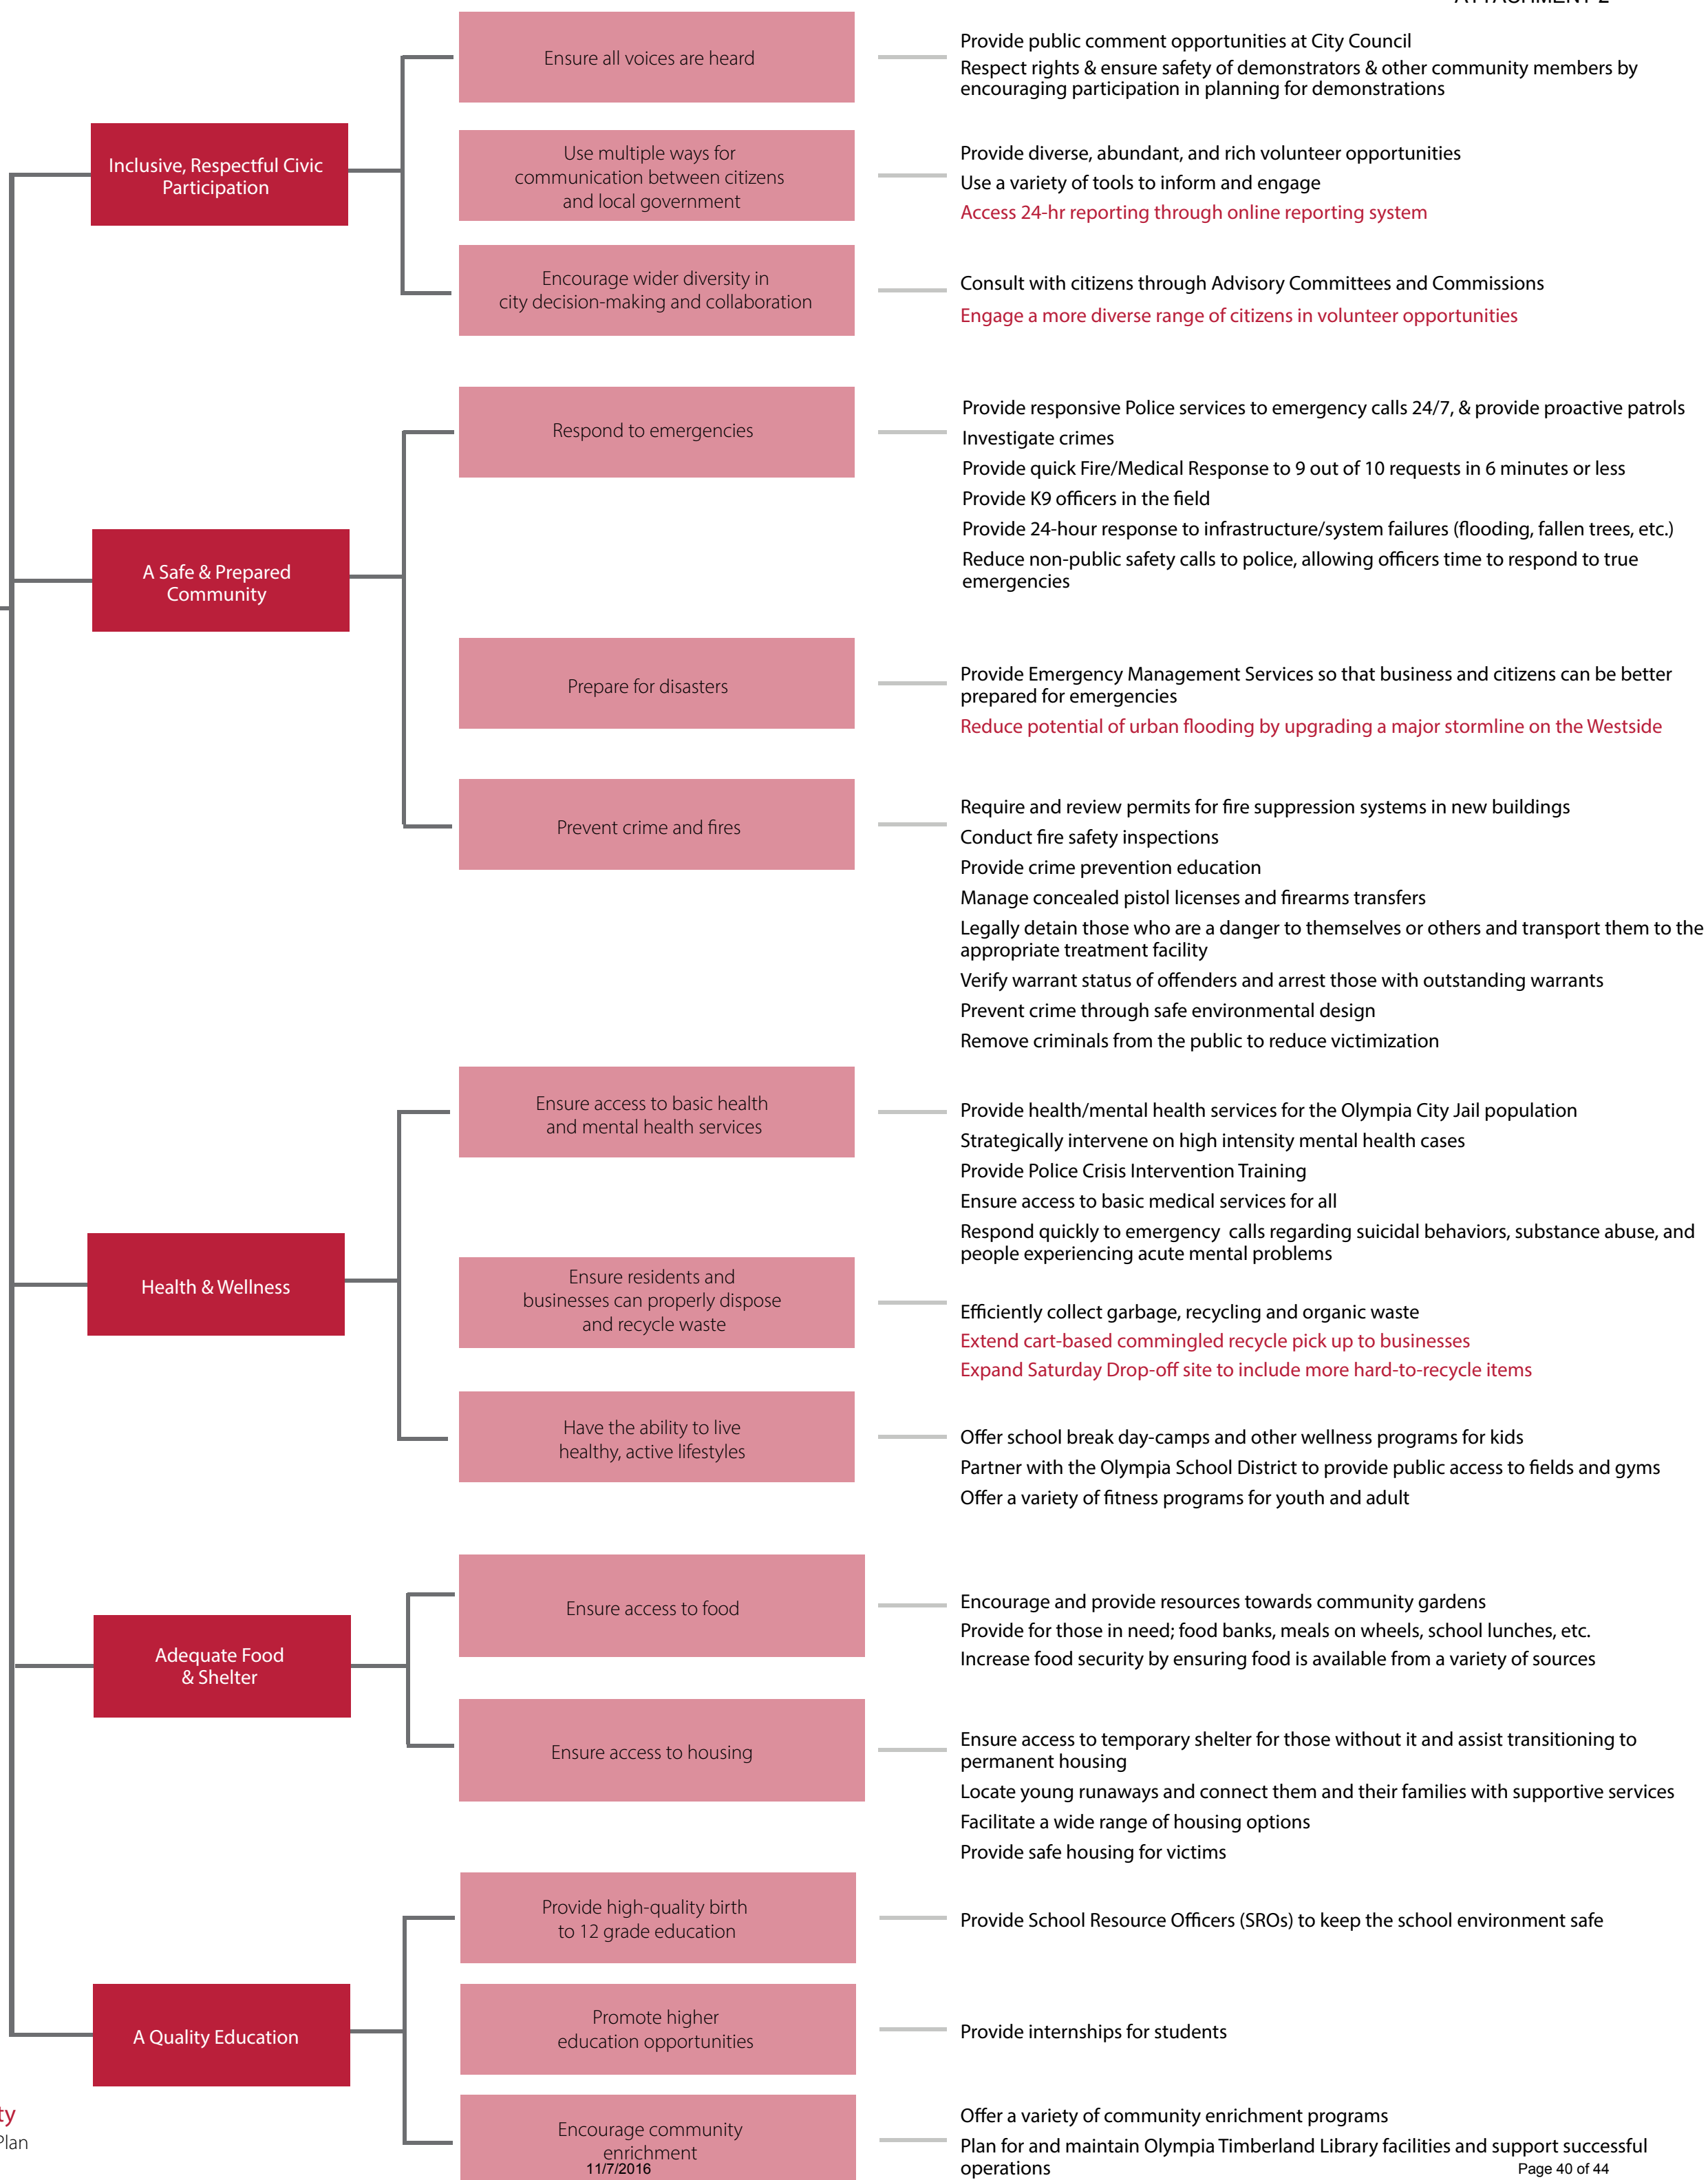 Inclusive, Respectful Civic
Participation
Ensure all voices are heard
Provide public comment opportunities at City Council
Respect rights & ensure safety of demonstrators & other community members by
encouraging participation in planning for demonstrations
Use multiple ways for
communication between citizens
and local government
Provide diverse, abundant, and rich volunteer opportunities
Use a variety of tools to inform and engage
Access 24-hr reporting through online reporting system
Encourage wider diversity in
city decision-making and collaboration
Consult with citizens through Advisory Committees and Commissions
Engage a more diverse range of citizens in volunteer opportunities
A Safe & Prepared
Community
Respond to emergencies
Provide responsive Police services to emergency calls 24/7, & provide proactive patrols
Investigate crimes
Provide quick Fire/Medical Response to 9 out of 10 requests in 6 minutes or less
Provide K9 officers in the field
Provide 24-hour response to infrastructure/system failures (flooding, fallen trees, etc.)
Reduce non-public safety calls to police, allowing officers time to respond to true
emergencies
Prepare for disasters
Provide Emergency Management Services so that business and citizens can be better
prepared for emergencies
Reduce potential of urban flooding by upgrading a major stormline on the Westside
Prevent crime and fires
Require and review permits for fire suppression systems in new buildings
Conduct fire safety inspections
Provide crime prevention education
Manage concealed pistol licenses and firearms transfers
Legally detain those who are a danger to themselves or others and transport them to the
appropriate treatment facility
Verify warrant status of offenders and arrest those with outstanding warrants
Prevent crime through safe environmental design
Remove criminals from the public to reduce victimization
Health & Wellness
Ensure access to basic health
and mental health services
Provide health/mental health services for the Olympia City Jail population
Strategically intervene on high intensity mental health cases
Provide Police Crisis Intervention Training
Ensure access to basic medical services for all
Respond quickly to emergency calls regarding suicidal behaviors, substance abuse, and
people experiencing acute mental problems
Ensure residents and
businesses can properly dispose
and recycle waste
Efficiently collect garbage, recycling and organic waste
Extend cart-based commingled recycle pick up to businesses
Expand Saturday Drop-off site to include more hard-to-recycle items
Have the ability to live
healthy, active lifestyles
Offer school break day-camps and other wellness programs for kids
Partner with the Olympia School District to provide public access to fields and gyms
Offer a variety of fitness programs for youth and adult
Adequate Food
& Shelter
Ensure access to food
Encourage and provide resources towards community gardens
Provide for those in need; food banks, meals on wheels, school lunches, etc.
Increase food security by ensuring food is available from a variety of sources
Ensure access to housing
Ensure access to temporary shelter for those without it and assist transitioning to
permanent housing
Locate young runaways and connect them and their families with supportive services
Facilitate a wide range of housing options
Provide safe housing for victims
A Quality Education
Provide high-quality birth
to 12 grade education
Provide School Resource Officers (SROs) to keep the school environment safe
Promote higher
education opportunities
Provide internships for students
Encourage community
enrichment
Offer a variety of community enrichment programs
Plan for and maintain Olympia Timberland Library facilities and support successful
operations
ty
Plan
11/7/2016
Page 40 of 44